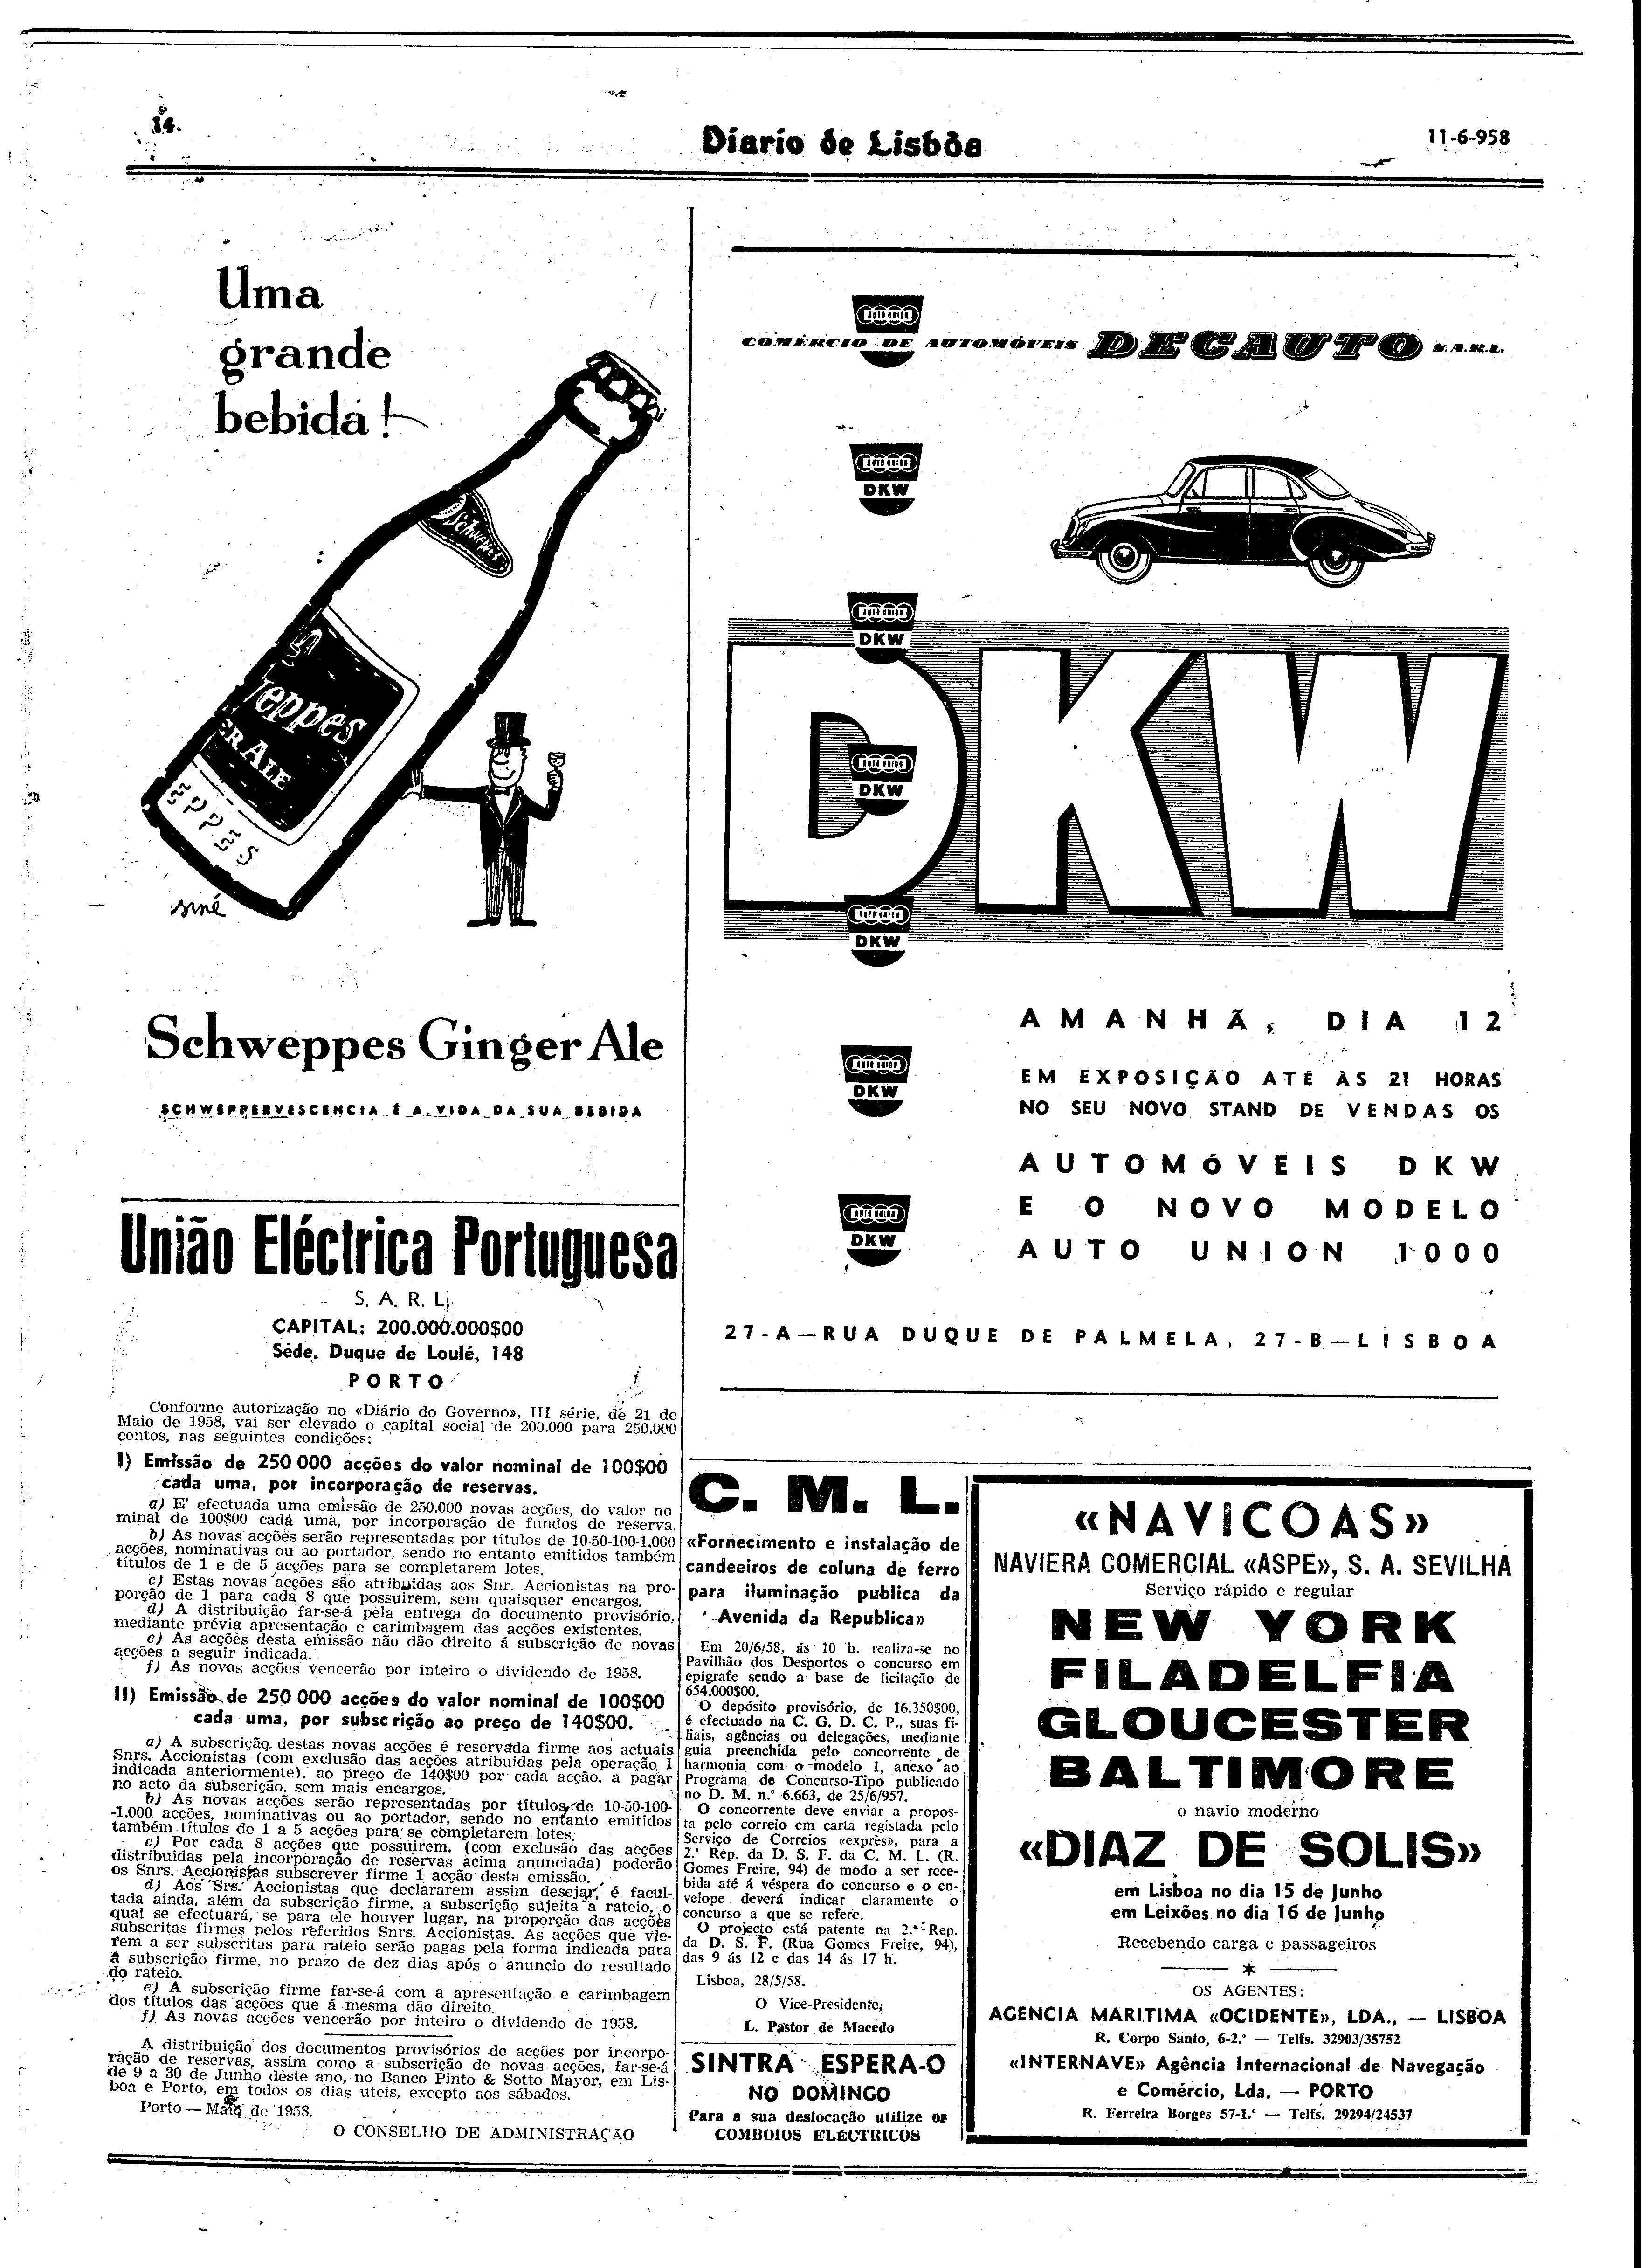 14.
Diario de Lisbôa
11-6-958
Uma
grande
bebida!
Schweppes
eppes
ER ALE
EPPES
siné
Schweppes Ginger Ale
SCHWEPPERVESCENCIA É A VIDA DA SUA BEBIDA
AUTO UNION
COMÉRCIO DE AUTOMÓVEIS DECAUTO S.A.R.L.
AUTO UNION
DKW
AUTO UNION
DKW
DKW
AUTO UNION
DKW
AUTO UNION
DKW
AUTO UNION
DKW
AUTO UNION
DKW
AMANHÃ, DIA 12
EM EXPOSIÇÃO ATÉ ÀS 21 HORAS
NO SEU NOVO STAND DE VENDAS OS
AUTOMÓVEIS DKW
E O NOVO MODELO
AUTO UNION 1000
27-A—RUA DUQUE DE PALMELA, 27-B—LISBOA
União Eléctrica Portuguesa
S. A. R. L.
CAPITAL: 200.000.000$00
Séde. Duque de Loulé, 148
PORTO
Conforme autorização no «Diário do Governo», III série, de 21 de
Maio de 1958, vai ser elevado o capital social de 200.000 para 250.000
contos, nas seguintes condições:
I) Emissão de 250 000 acções do valor nominal de 100$00
cada uma, por incorporação de reservas.
a) E' efectuada uma emissão de 250.000 novas acções, do valor no
minal de 100$00 cada uma, por incorporação de fundos de reserva.
b) As novas acções serão representadas por títulos de 10-50-100-1.000
acções, nominativas ou ao portador, sendo no entanto emitidos também
títulos de 1 e de 5 acções para se completarem lotes.
c) Estas novas acções são atribuidas aos Snr. Accionistas na pro-
porção de 1 para cada 8 que possuirem, sem quaisquer encargos.
d) A distribuição far-se-á pela entrega do documento provisório,
mediante prévia apresentação e carimbagem das acções existentes.
e) As acções desta emissão não dão direito á subscrição de novas
acções a seguir indicada.
f) As novas acções vencerão por inteiro o dividendo de 1958.
II) Emissão de 250 000 acções do valor nominal de 100$00
cada uma, por subscrição ao preço de 140$00.
a) A subscrição destas novas acções é reservada firme aos actuais
Snrs. Accionistas (com exclusão das acções atribuidas pela operação 1
indicada anteriormente), ao preço de 140$00 por cada acção, a pagar
no acto da subscrição, sem mais encargos.
b) As novas acções serão representadas por títulos de 10-50-100-
-1.000 acções, nominativas ou ao portador, sendo no entanto emitidos
também títulos de 1 a 5 acções para se completarem lotes.
c) Por cada 8 acções que possuirem, (com exclusão das acções
distribuidas pela incorporação de reservas acima anunciada) poderão
os Snrs. Accionistas subscrever firme 1 acção desta emissão.
d) Aos Srs. Accionistas que declararem assim desejar, é facul-
tada ainda, além da subscrição firme, a subscrição sujeita a rateio, o
qual se efectuará, se para ele houver lugar, na proporção das acções
subscritas firmes pelos referidos Snrs. Accionistas. As acções que vie-
rem a ser subscritas para rateio serão pagas pela forma indicada para
a subscrição firme, no prazo de dez dias após o anuncio do resultado
do rateio.
e) A subscrição firme far-se-á com a apresentação e carimbagem
dos títulos das acções que á mesma dão direito.
f) As novas acções vencerão por inteiro o dividendo de 1958.
A distribuição dos documentos provisórios de acções por incorpo-
ração de reservas, assim como a subscrição de novas acções, far-se-á
de 9 a 30 de Junho deste ano, no Banco Pinto & Sotto Mayor, em Lis-
boa e Porto, em todos os dias uteis, excepto aos sábados.
Porto — Maio de 1958.
O CONSELHO DE ADMINISTRAÇÃO
C. M. L.
«Fornecimento e instalação de
candeeiros de coluna de ferro
para iluminação publica da
Avenida da Republica»
Em 20/6/58, ás 10 h. realiza-se no
Pavilhão dos Desportos o concurso em
epígrafe sendo a base de licitação de
654.000$00.
O depósito provisório, de 16.350$00,
é efectuado na C. G. D. C. P., suas fi-
liais, agências ou delegações, mediante
guia preenchida pelo concorrente de
harmonia com o modelo 1, anexo ao
Programa de Concurso-Tipo publicado
no D. M. n.º 6.663, de 25/6/957.
O concorrente deve enviar a propos-
ta pelo correio em carta registada pelo
Serviço de Correios «exprès», para a
2.ª Rep. da D. S. F. da C. M. L. (R.
Gomes Freire, 94) de modo a ser rece-
bida até á véspera do concurso e o en-
velope deverá indicar claramente o
concurso a que se refere.
O projecto está patente na 2.ª Rep.
da D. S. F. (Rua Gomes Freire, 94),
das 9 ás 12 e das 14 ás 17 h.
Lisboa, 28/5/58.
O Vice-Presidente,
L. Pastor de Macedo
SINTRA ESPERA-O
NO DOMINGO
Para a sua deslocação utilize os
COMBOIOS ELÉCTRICOS
«NAVICOAS»
NAVIERA COMERCIAL «ASPE», S. A. SEVILHA
Serviço rápido e regular
NEW YORK
FILADELFIA
GLOUCESTER
BALTIMORE
o navio moderno
«DIAZ DE SOLIS»
em Lisboa no dia 15 de Junho
em Leixões no dia 16 de Junho
Recebendo carga e passageiros
OS AGENTES:
AGENCIA MARITIMA «OCIDENTE», LDA., — LISBOA
R. Corpo Santo, 6-2.º — Telfs. 32903/35752
«INTERNAVE» Agência Internacional de Navegação
e Comércio, Lda. — PORTO
R. Ferreira Borges 57-1.º — Telfs. 29294/24537